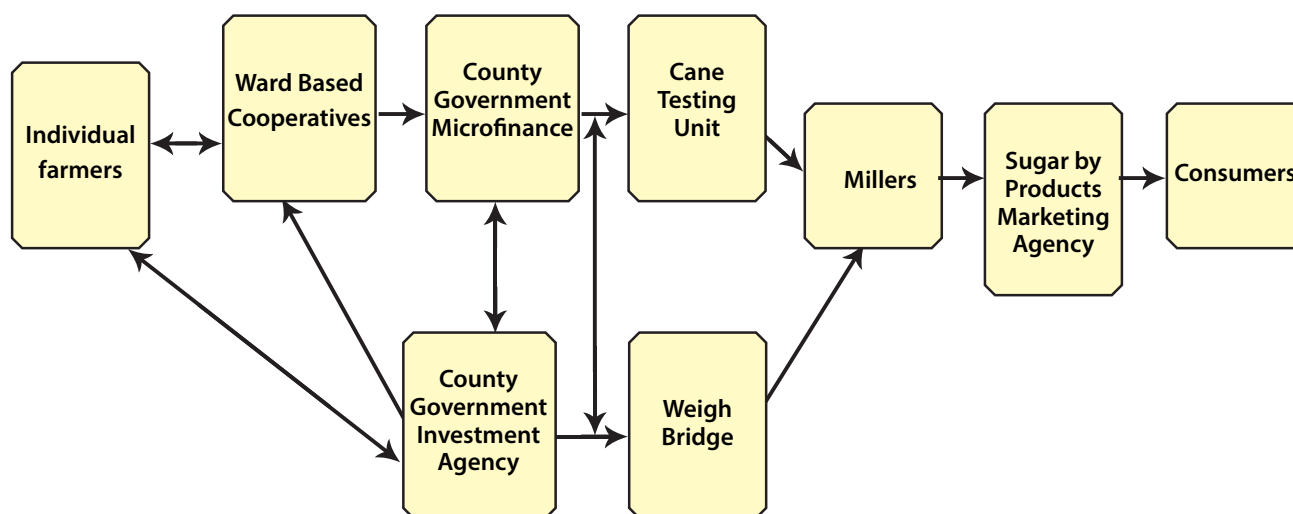 Individual
farmers
Ward Based
Cooperatives
County
Government
Microfinance
Cane
Testing
Unit
Millers
Sugar by
Products
Marketing
Agency
Consumers
County
Government
Investment
Agency
Weigh
Bridge